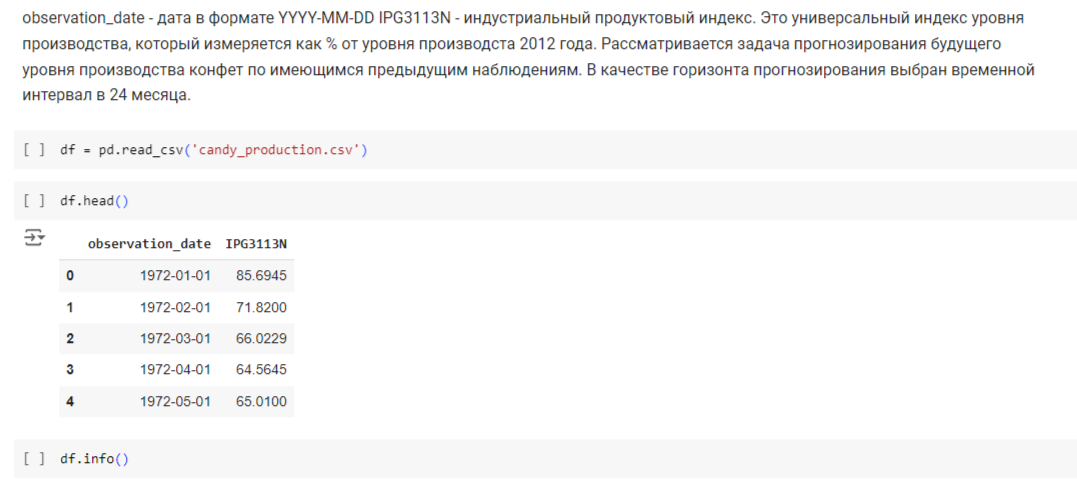 observation_date - дата в формате YYYY-MM-DD IPG3113N - индустриальный продуктовый индекс. Это универсальный индекс уровня
производства, который измеряется как % от уровня производста 2012 года. Рассматривается задача прогнозирования будущего
уровня производства конфет по имеющимся предыдущим наблюдениям. В качестве горизонта прогнозирования выбран временной
интервал в 24 месяца.
[ ] df = pd.read_csv('candy_production.csv')
[ ] df.head()
observation_date IPG3113N
0 1972-01-01 85.6945
1 1972-02-01 71.8200
2 1972-03-01 66.0229
3 1972-04-01 64.5645
4 1972-05-01 65.0100
[ ] df.info()